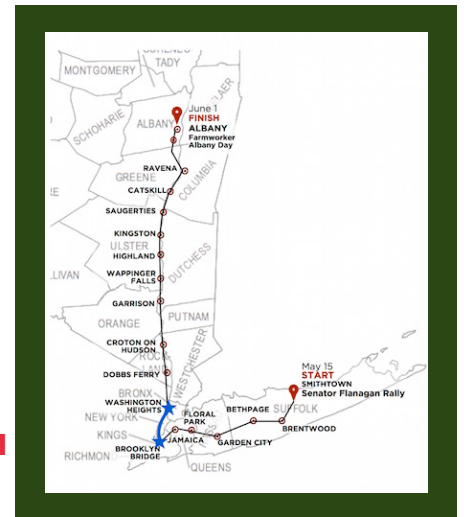 TADY
MONTGOMERY
SCHOHARIE
ALBANY
June 1
FINISH
ALBANY
Farmworker
Albany Day
RAVENA
GREENE
COLUMBIA
CATSKILL
SAUGERTIES
KINGSTON
ULSTER
HIGHLAND
DUTCHESS
WAPPINGER
FALLS
GARRISON
PUTNAM
ORANGE
CROTON ON
HUDSON
WESTCHESTER
DOBBS FERRY
BRONX
WASHINGTON
HEIGHTS
NEW YORK
FLORAL
PARK
BETHPAGE
SUFFOLK
May 15
START
SMITHTOWN
Senator Flanagan Rally
BRENTWOOD
GARDEN CITY
JAMAICA
KINGS
BROOKLYN
BRIDGE
RICHMOND
QUEENS